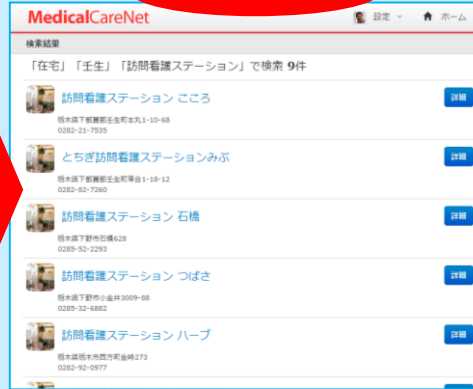 MedicalCareNet
設定
ホーム
検索結果
「在宅」「壬生」「訪問看護ステーション」で検索 9件
訪問看護ステーション こころ
詳細
栃木県下都賀郡壬生町本丸1-10-68
0282-21-7535
とちぎ訪問看護ステーションみぶ
詳細
栃木県下都賀郡壬生町落合1-18-12
0282-82-7260
訪問看護ステーション 石橋
詳細
栃木県下野市石橋628
0285-52-2293
訪問看護ステーション つばさ
詳細
栃木県下野市小金井3009-88
0285-32-6882
訪問看護ステーション ハーブ
詳細
栃木県栃木市西方町金崎273
0282-92-0977